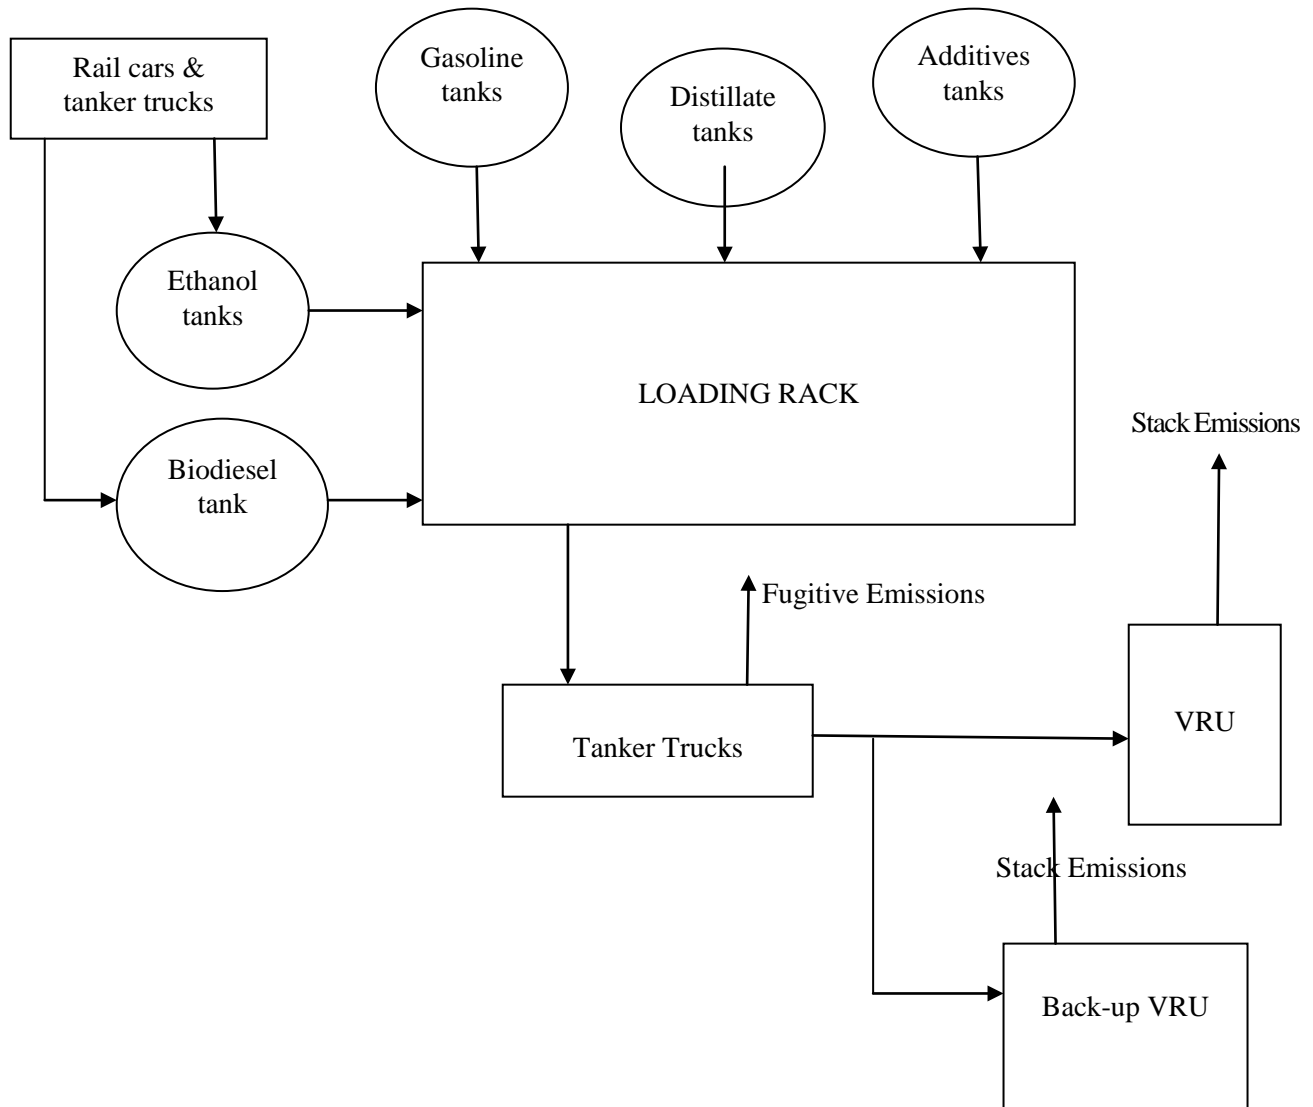 Rail cars &
tanker trucks
Gasoline
tanks
Distillate
tanks
Additives
tanks
Ethanol
tanks
LOADING RACK
Biodiesel
tank
Stack Emissions
Fugitive Emissions
Tanker Trucks
VRU
Stack Emissions
Back-up VRU